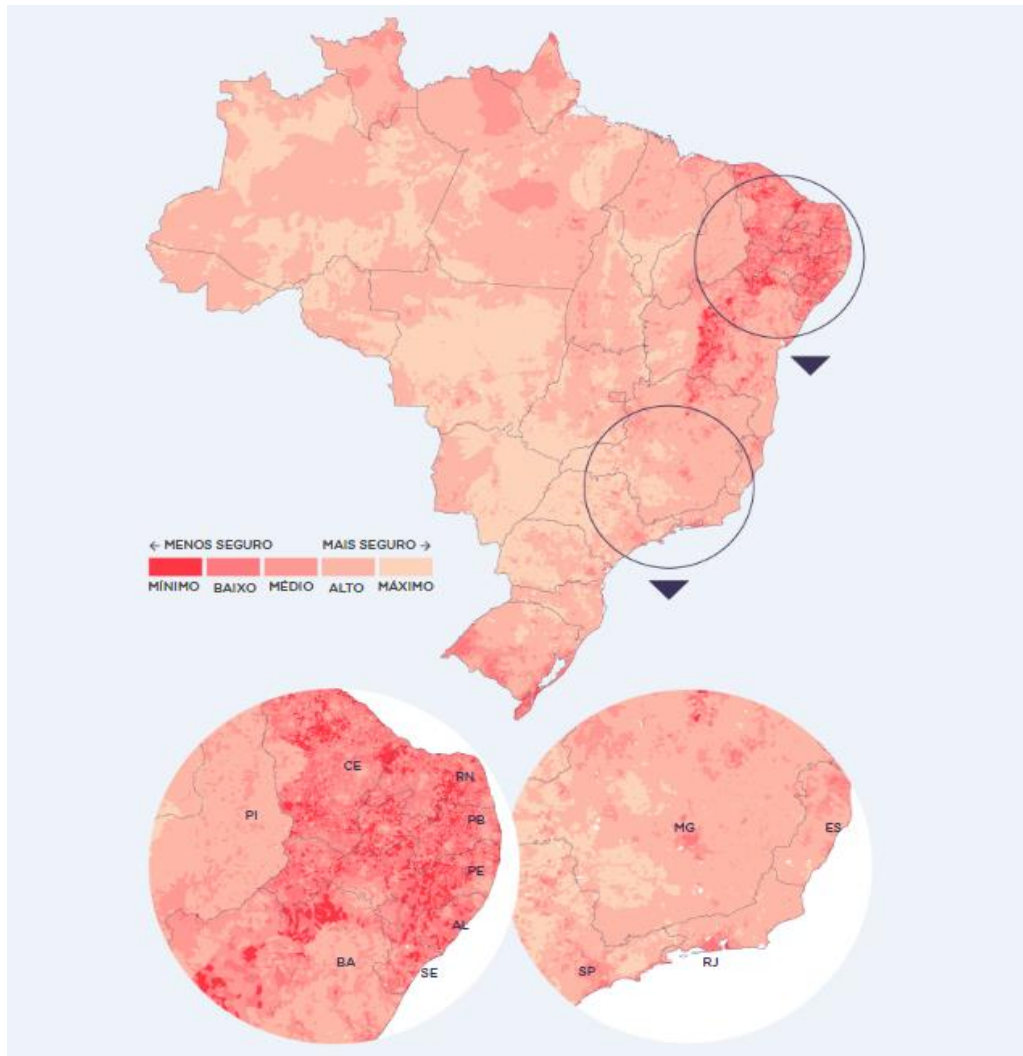 ← MENOS SEGURO MAIS SEGURO →
MÍNIMO BAIXO MÉDIO ALTO MÁXIMO
CE
RN
PI
PB
PE
AL
BA
SE
MG
ES
SP
RJ